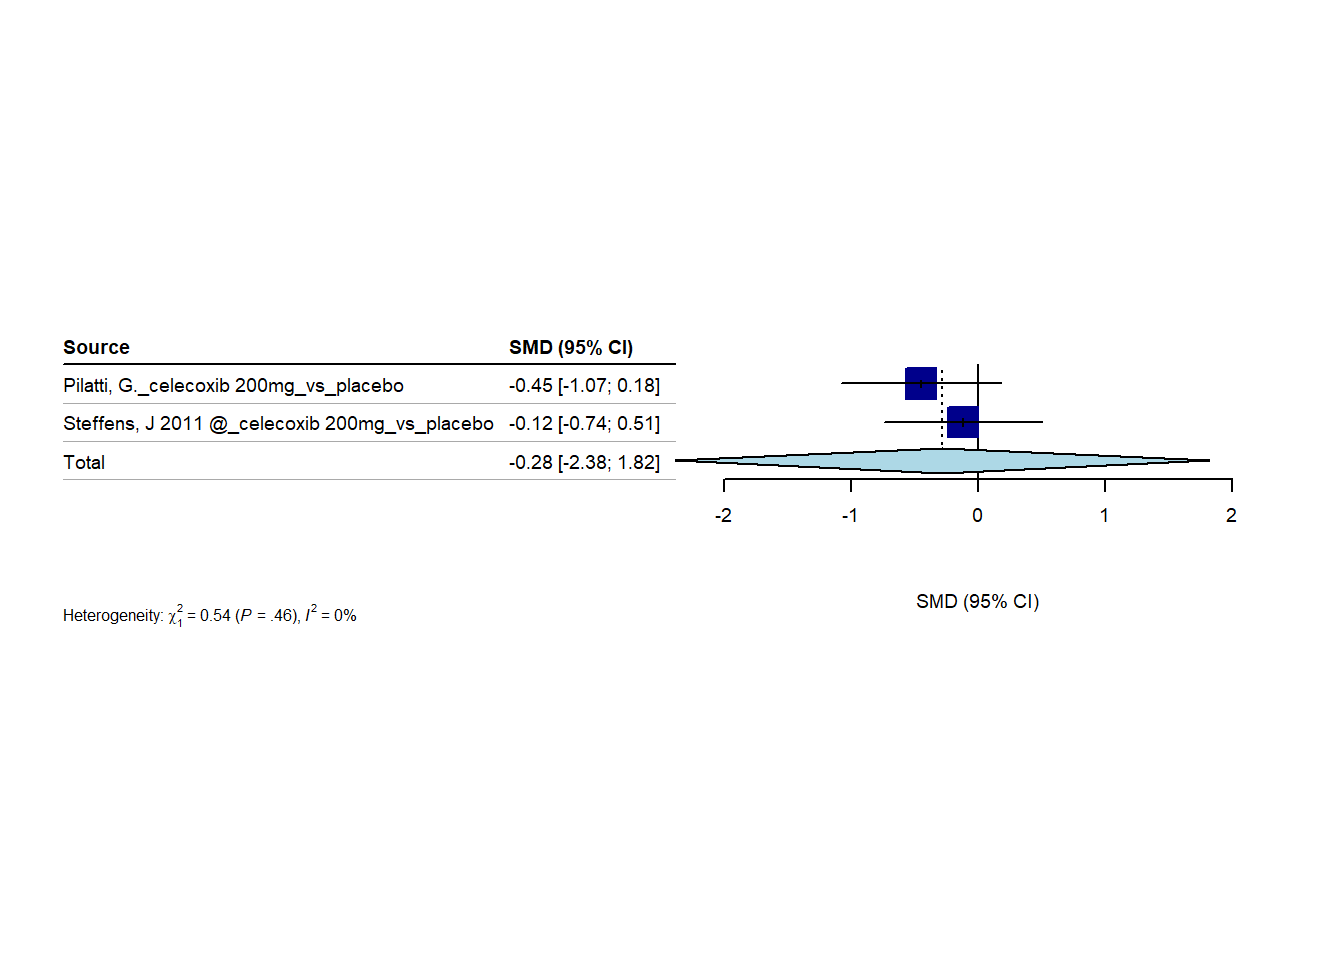 Source SMD (95% CI)
Pilatti, G._celecoxib 200mg_vs_placebo -0.45 [-1.07; 0.18]
Steffens, J 2011 @_celecoxib 200mg_vs_placebo -0.12 [-0.74; 0.51]
Total -0.28 [-2.38; 1.82]
-2 -1 0 1 2
SMD (95% CI)
Heterogeneity: χ²₁ = 0.54 (P = .46), I² = 0%